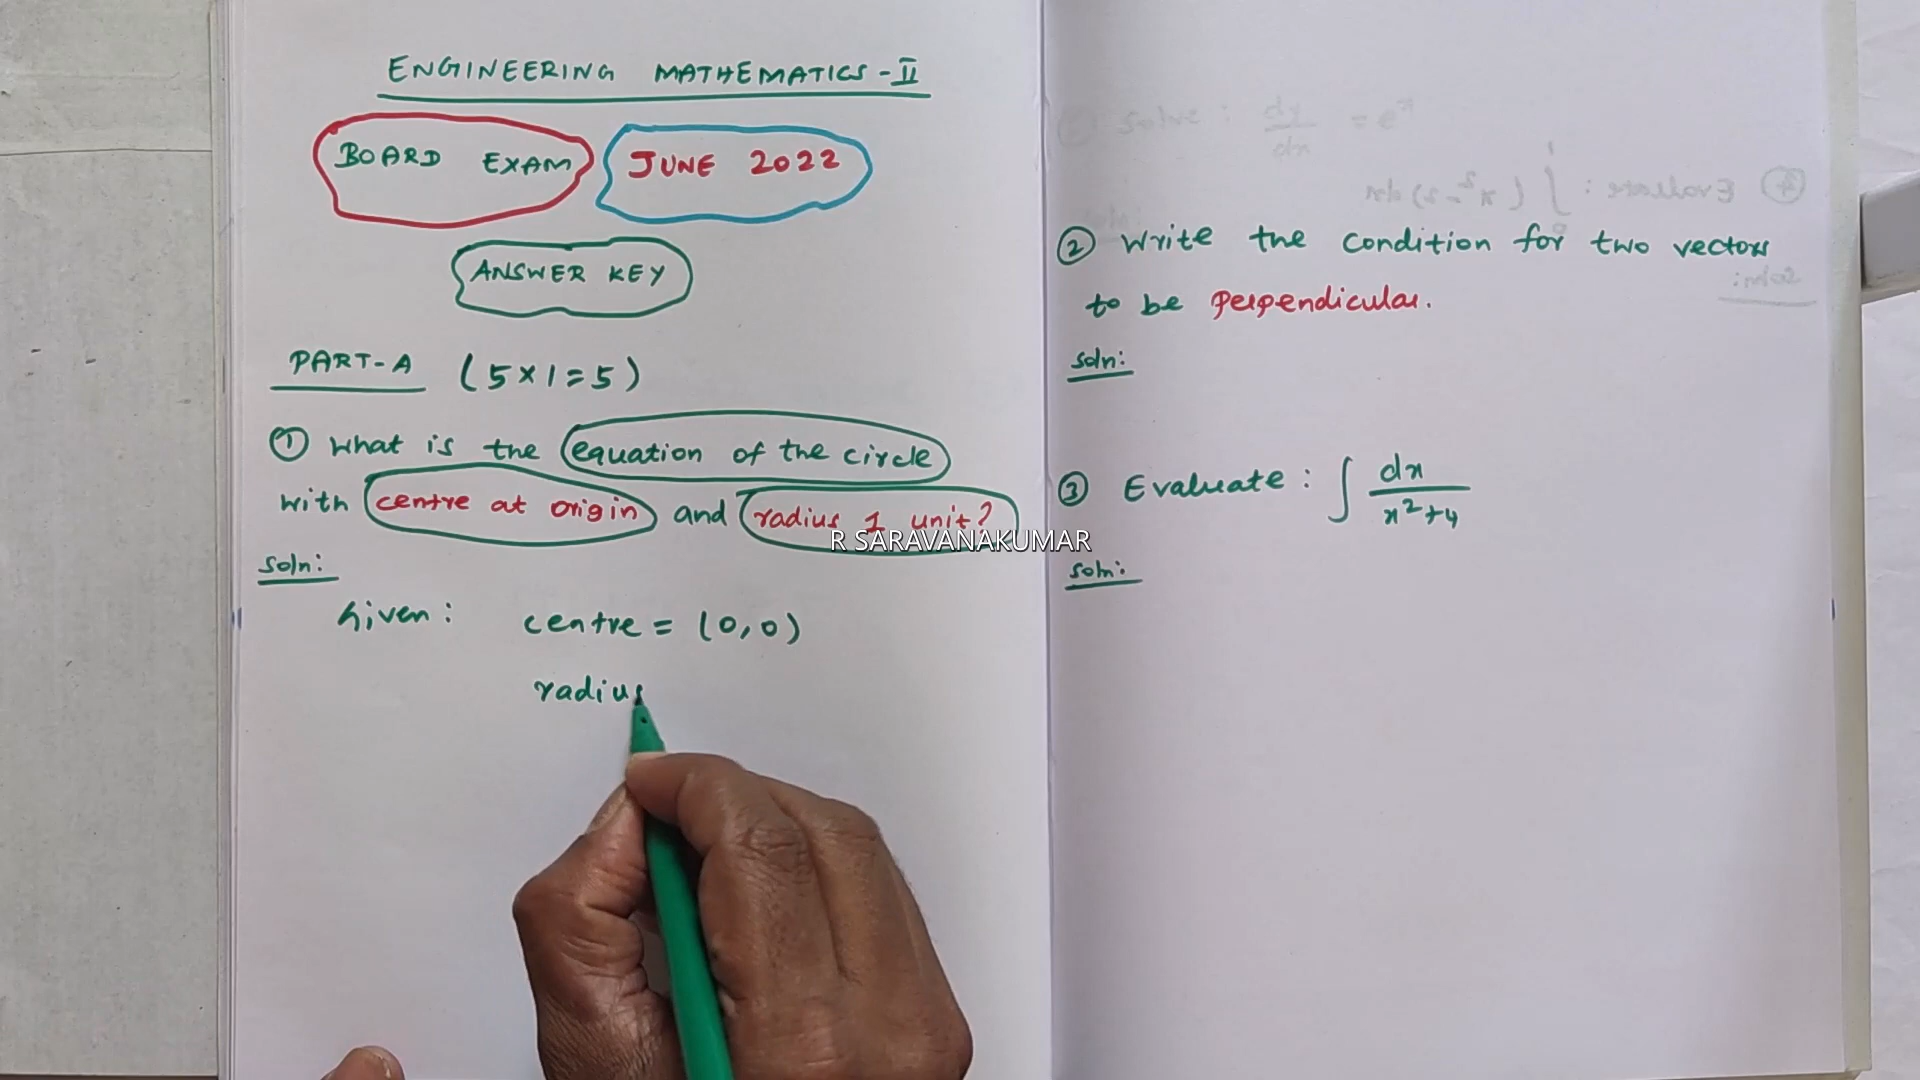 ENGINEERING MATHEMATICS-II
BOARD EXAM JUNE 2022
ANSWER KEY
PART-A (5×1=5)
① What is the equation of the circle
with centre at origin and radius 1 unit?
Soln:
Given: centre = (0,0)
radius
② Write the condition for two vectors
to be perpendicular.
Soln:
③ Evaluate: ∫ dx / x²+4
Soln:
R SARAVANAKUMAR